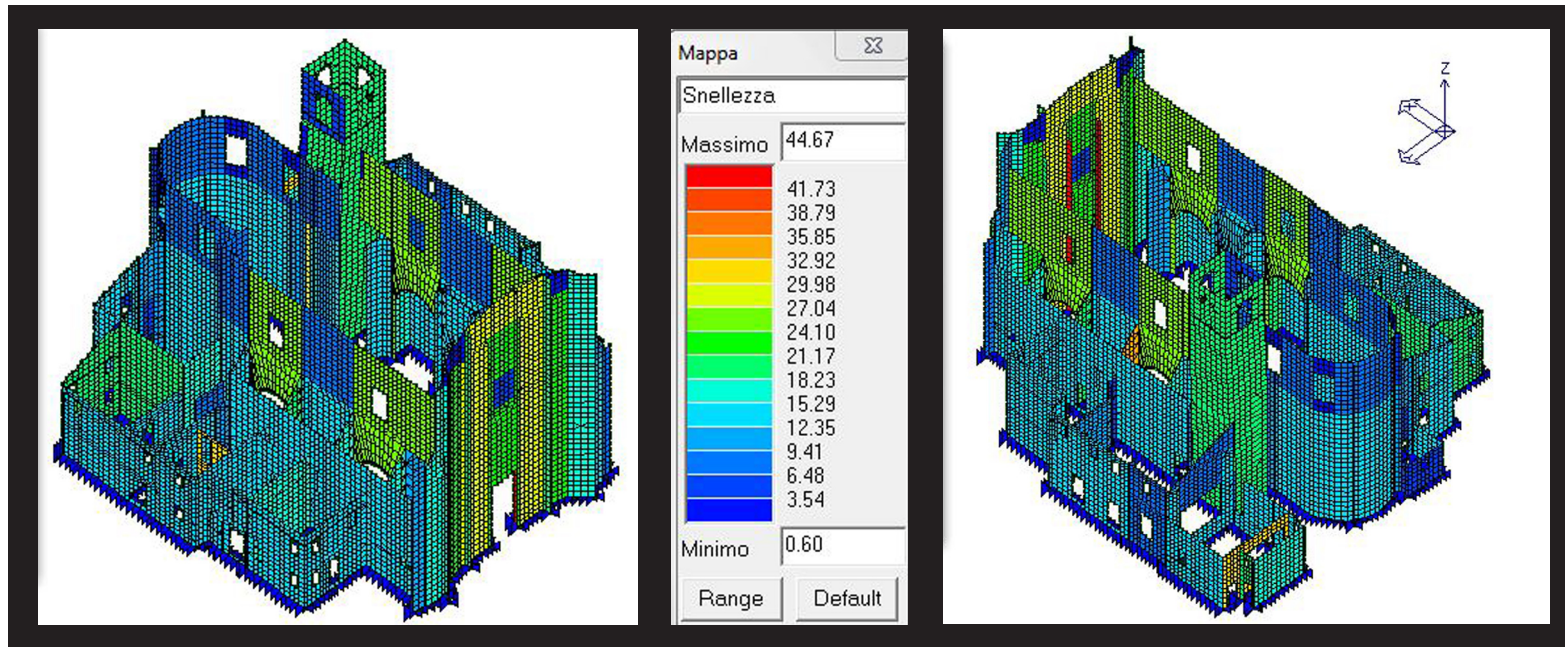 Mappa
Snellezza
Massimo 44.67
41.73
38.79
35.85
32.92
29.98
27.04
24.10
21.17
18.23
15.29
12.35
9.41
6.48
3.54
Minimo 0.60
Range Default
Z